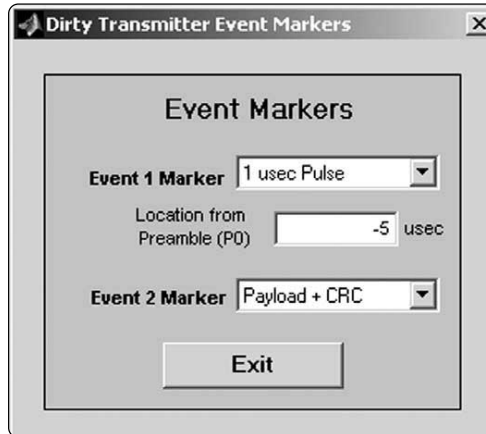 Dirty Transmitter Event Markers
Event Markers
Event 1 Marker 1 usec Pulse
Location from
Preamble (P0) -5 usec
Event 2 Marker Payload + CRC
Exit